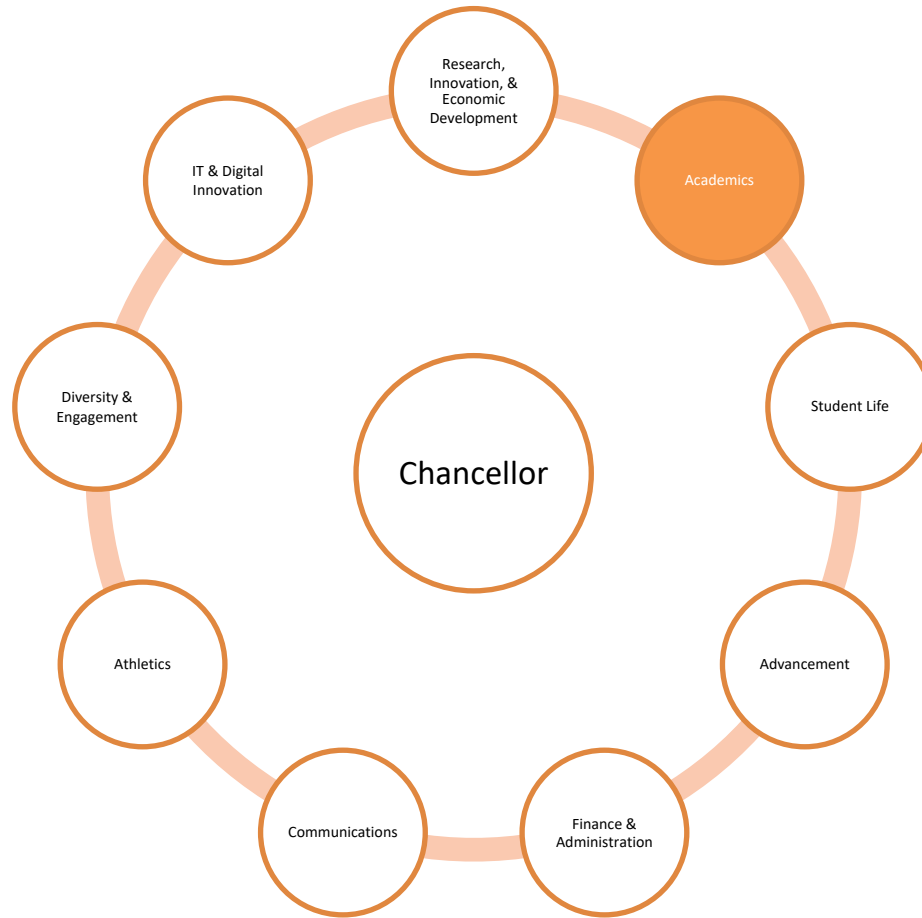 Research,
Innovation, &
Economic
Development
Academics
Student Life
Advancement
Finance &
Administration
Communications
Athletics
Diversity &
Engagement
IT & Digital
Innovation
Chancellor